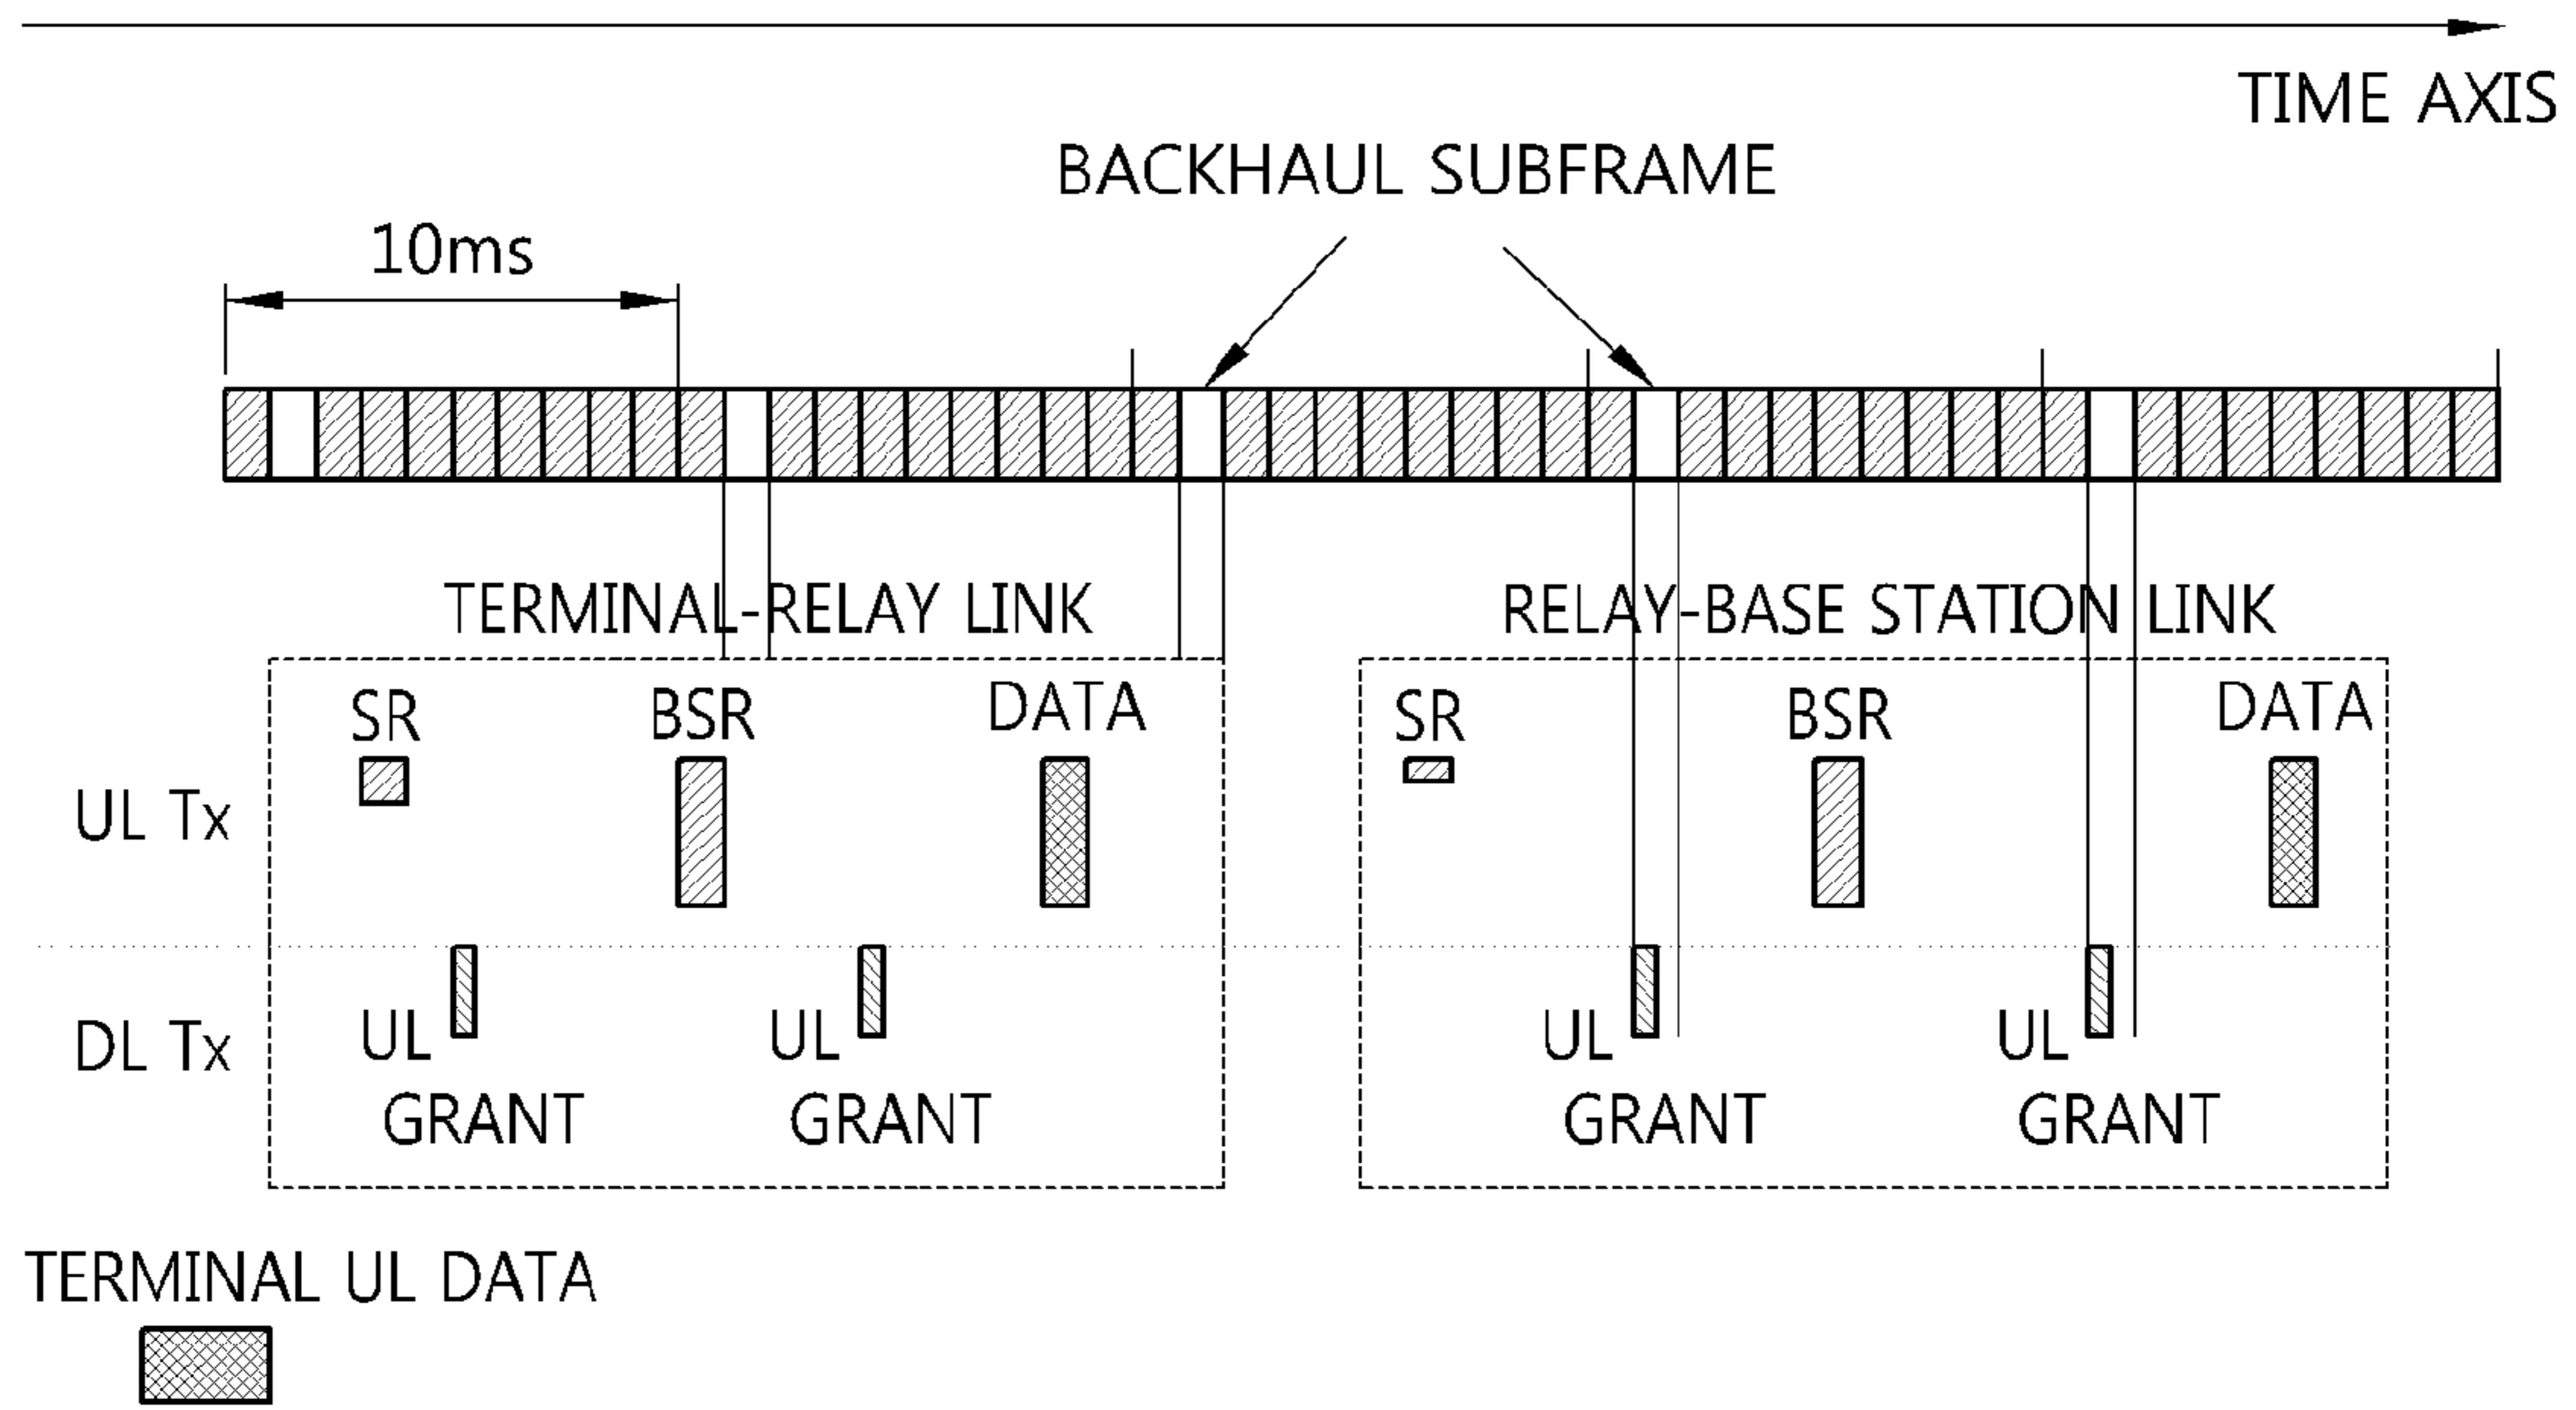 TIME AXIS
BACKHAUL SUBFRAME
10ms
TERMINAL-RELAY LINK
RELAY-BASE STATION LINK
SR
BSR
DATA
SR
BSR
DATA
UL Tx
DL Tx
UL
GRANT
UL
GRANT
UL
GRANT
UL
GRANT
TERMINAL UL DATA